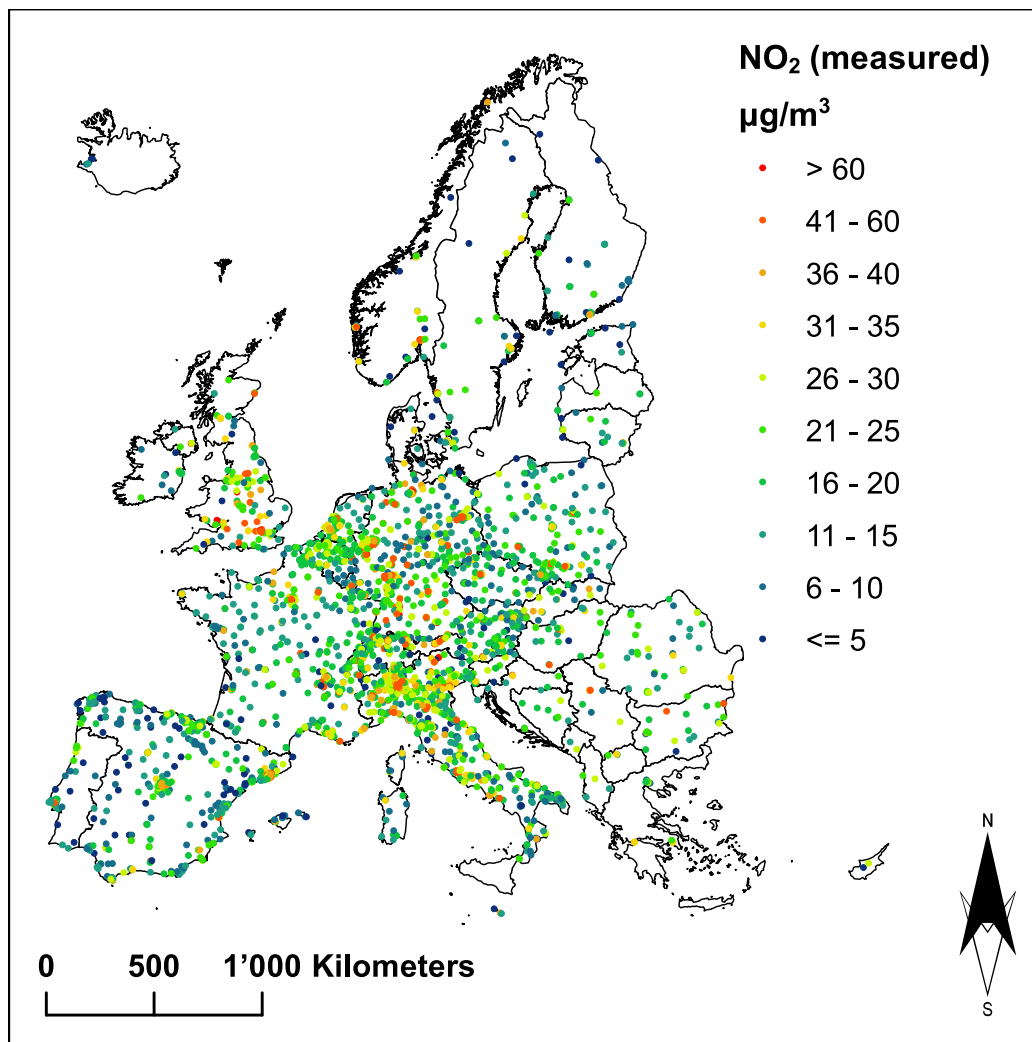 NO₂ (measured)
µg/m³
> 60
41 - 60
36 - 40
31 - 35
26 - 30
21 - 25
16 - 20
11 - 15
6 - 10
<= 5
N
S
0 500 1'000 Kilometers